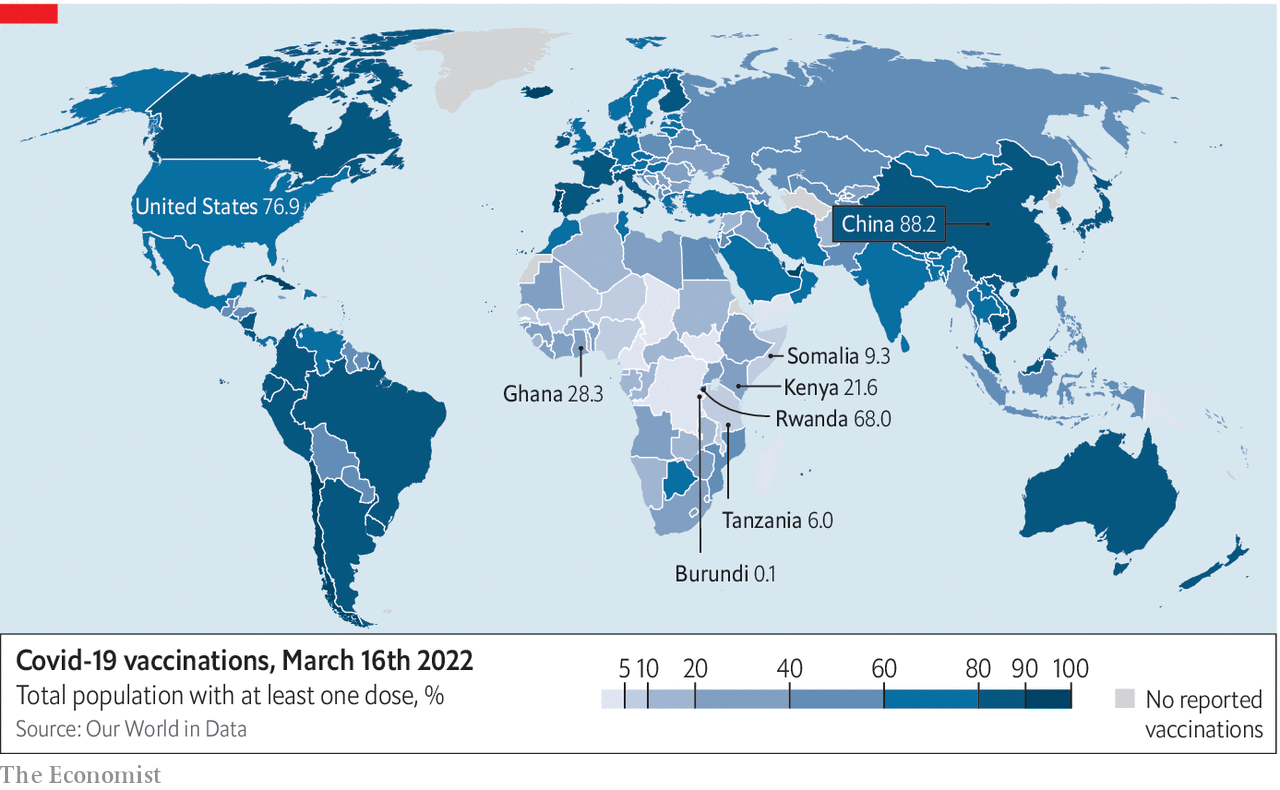 United States 76.9
China 88.2
Somalia 9.3
Ghana 28.3
Kenya 21.6
Rwanda 68.0
Tanzania 6.0
Burundi 0.1
Covid-19 vaccinations, March 16th 2022
Total population with at least one dose, %
Source: Our World in Data
5 10 20 40 60 80 90 100
No reported
vaccinations
The Economist